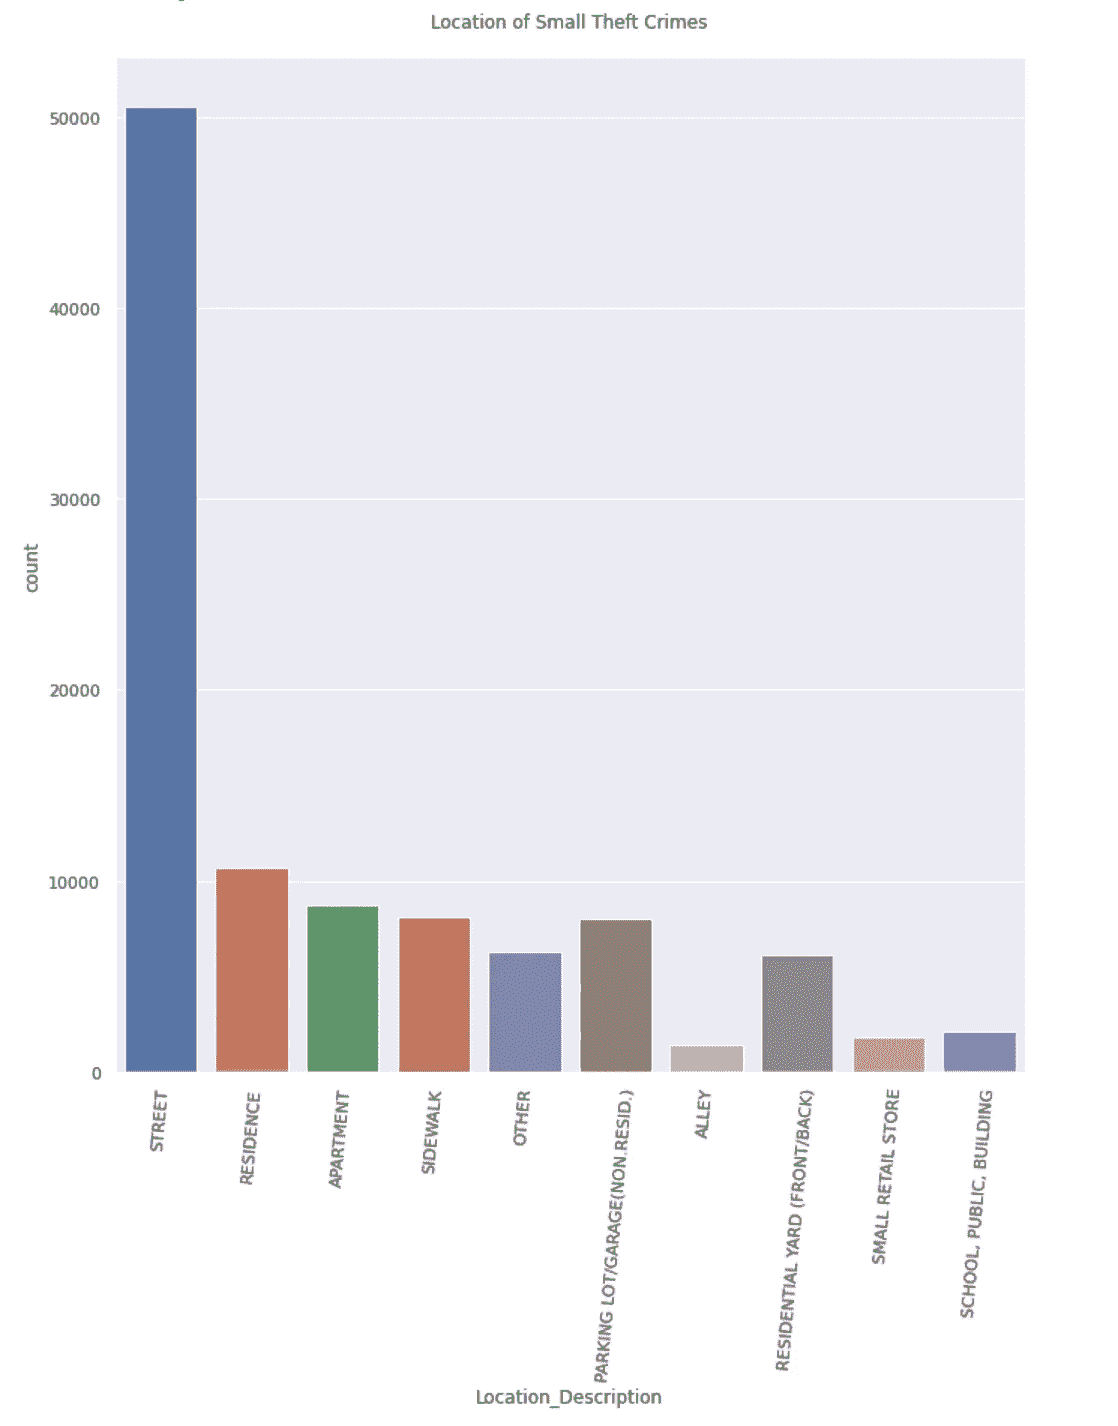 Location of Small Theft Crimes
50000
40000
30000
20000
10000
0
count
STREET
RESIDENCE
APARTMENT
SIDEWALK
OTHER
PARKING LOT/GARAGE(NON.RESID.)
ALLEY
RESIDENTIAL YARD (FRONT/BACK)
SMALL RETAIL STORE
SCHOOL, PUBLIC, BUILDING
Location_Description